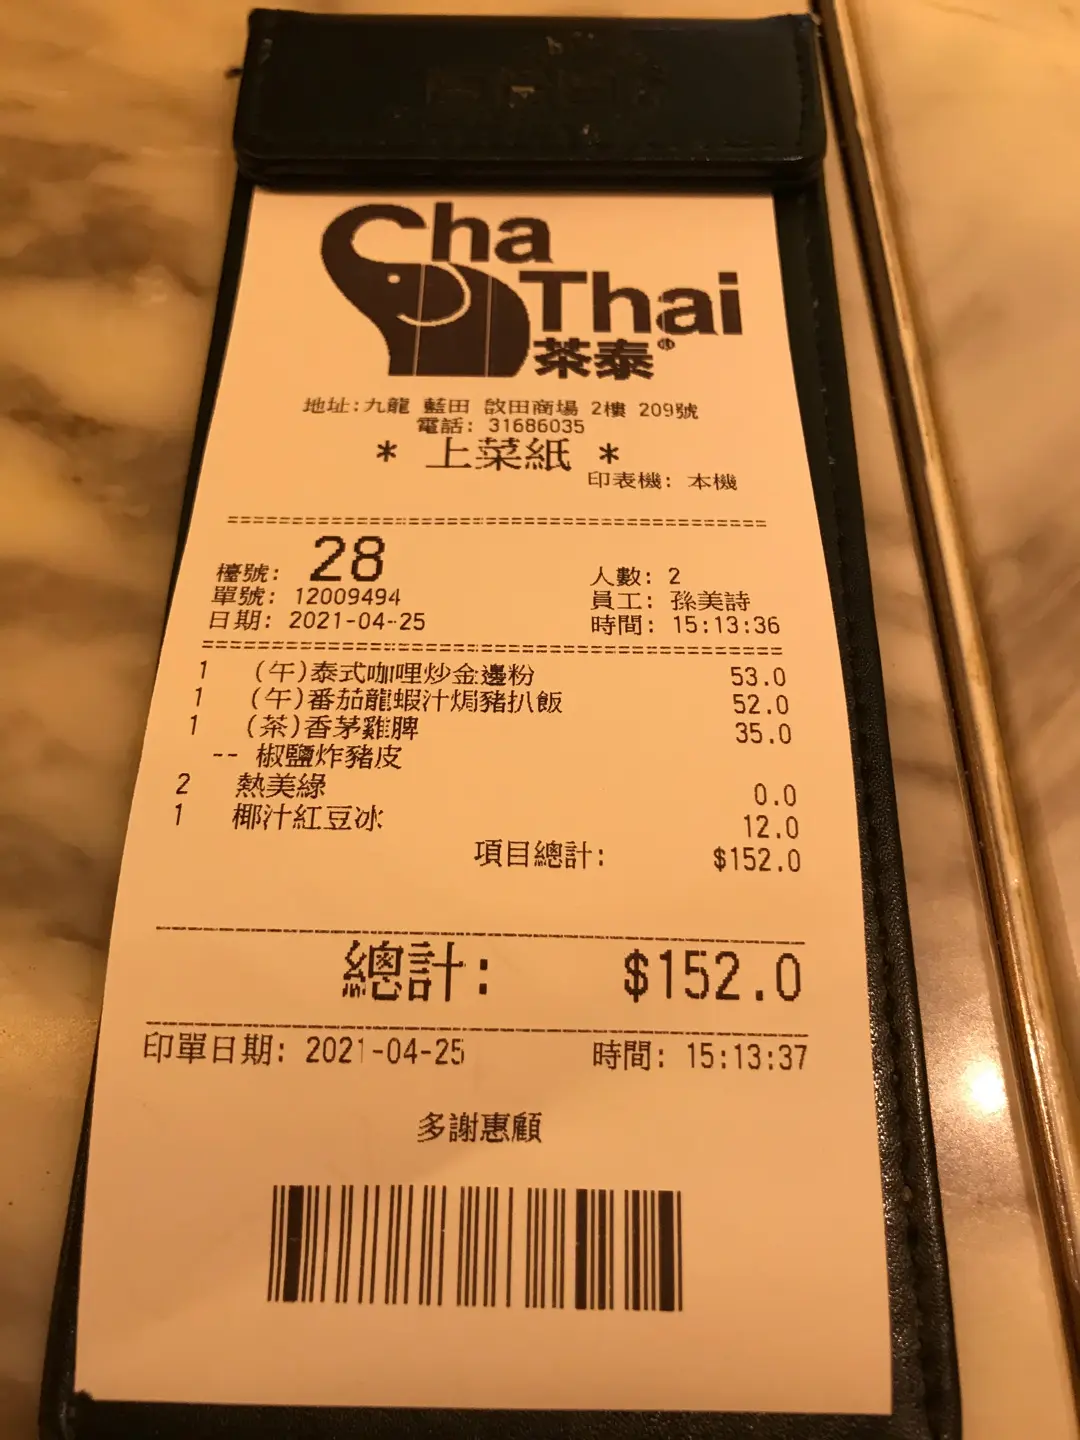 Cha
Thai
茶泰®
地址:九龍 藍田 啟田商場 2樓 209號
電話: 31686035
* 上菜紙 *
印表機: 本機
檯號: 28 人數: 2
單號: 12009494 員工: 孫美詩
日期: 2021-04-25 時間: 15:13:36
1 (午)泰式咖哩炒金邊粉 53.0
1 (午)番茄龍蝦汁焗豬扒飯 52.0
1 (茶)香茅雞脾 35.0
-- 椒鹽炸豬皮
2 熱美綠 0.0
1 椰汁紅豆冰 12.0
項目總計: $152.0
總計: $152.0
印單日期: 2021-04-25 時間: 15:13:37
多謝惠顧